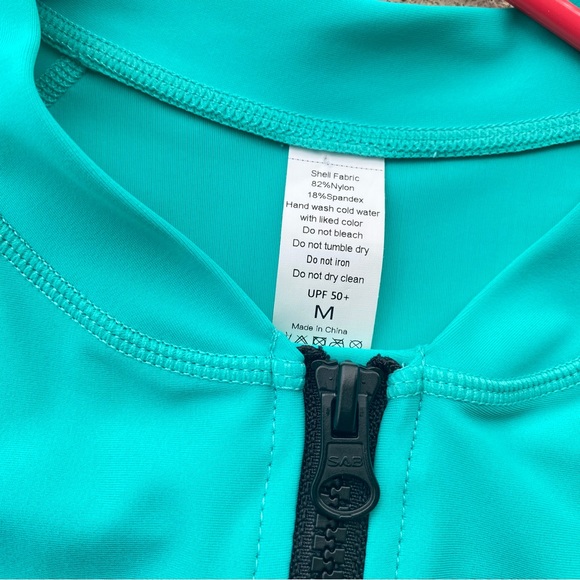 Shell Fabric
82%Nylon
18%Spandex
Hand wash cold water
with liked color
Do not bleach
Do not tumble dry
Do not iron
Do not dry clean
UPF 50+
M
Made in China
SAB